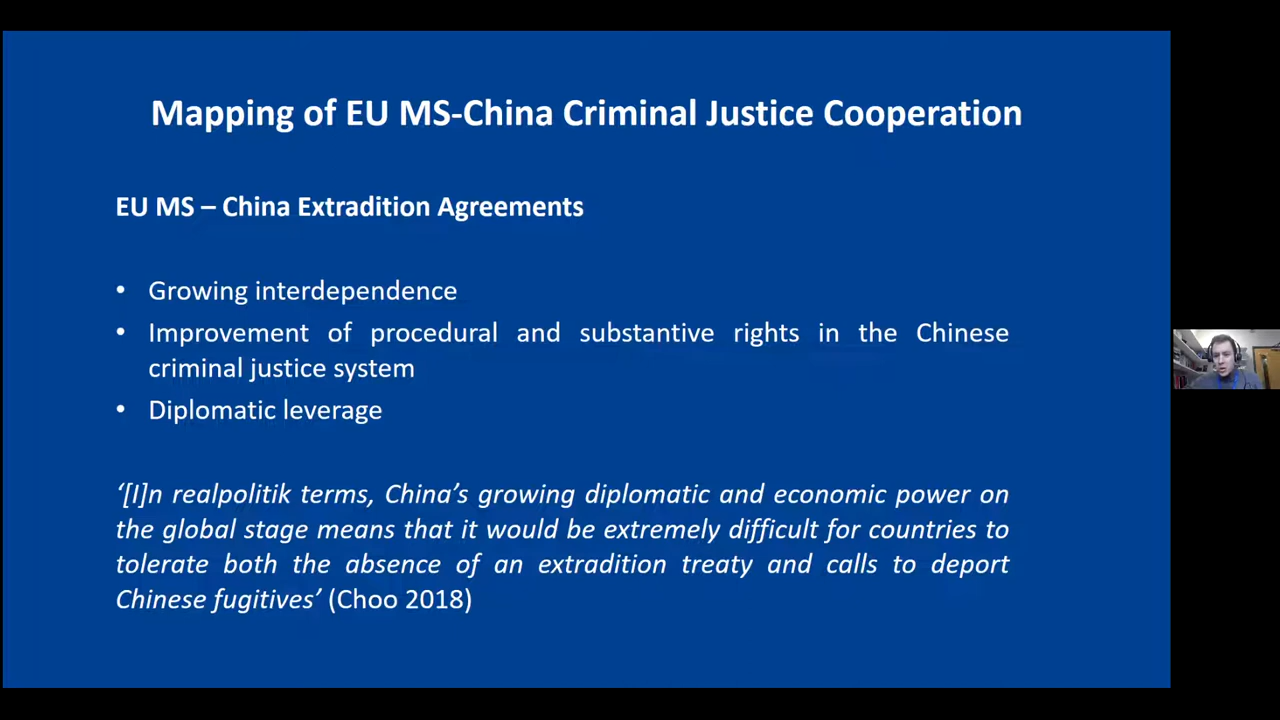 Mapping of EU MS-China Criminal Justice Cooperation
EU MS – China Extradition Agreements
• Growing interdependence
• Improvement of procedural and substantive rights in the Chinese
criminal justice system
• Diplomatic leverage
‘[I]n realpolitik terms, China’s growing diplomatic and economic power on
the global stage means that it would be extremely difficult for countries to
tolerate both the absence of an extradition treaty and calls to deport
Chinese fugitives’ (Choo 2018)